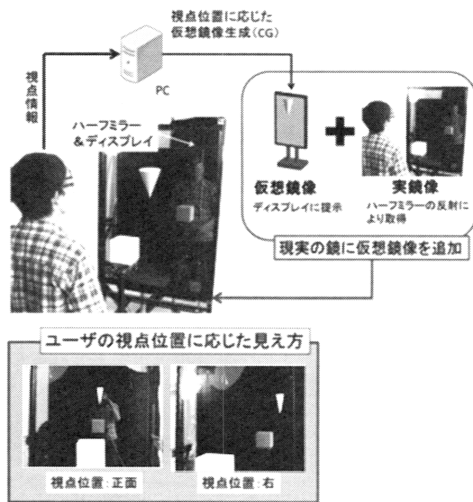 視点位置に応じた
仮想鏡像生成(CG)
視点情報
PC
ハーフミラー
&ディスプレイ
仮想鏡像
ディスプレイに提示
実鏡像
ハーフミラーの反射に
より取得
現実の鏡に仮想鏡像を追加
ユーザの視点位置に応じた見え方
視点位置:正面
視点位置:右